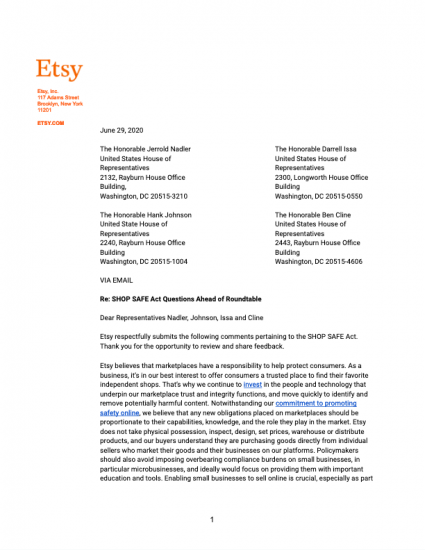 Etsy
Etsy, Inc.
117 Adams Street
Brooklyn, New York
11201
ETSY.COM
June 29, 2020
The Honorable Jerrold Nadler
United States House of
Representatives
2132, Rayburn House Office
Building,
Washington, DC 20515-3210
The Honorable Darrell Issa
United States House of
Representatives
2300, Longworth House Office
Building
Washington, DC 20515-0550
The Honorable Hank Johnson
United State House of
Representatives
2240, Rayburn House Office
Building
Washington, DC 20515-1004
The Honorable Ben Cline
United States House of
Representatives
2443, Rayburn House Office
Building
Washington, DC 20515-4606
VIA EMAIL
Re: SHOP SAFE Act Questions Ahead of Roundtable
Dear Representatives Nadler, Johnson, Issa and Cline
Etsy respectfully submits the following comments pertaining to the SHOP SAFE Act.
Thank you for the opportunity to review and share feedback.
Etsy believes that marketplaces have a responsibility to help protect consumers. As a
business, it's in our best interest to offer consumers a trusted place to find their favorite
independent shops. That's why we continue to invest in the people and technology that
underpin our marketplace trust and integrity functions, and move quickly to identify and
remove potentially harmful content. Notwithstanding our commitment to promoting
safety online, we believe that any new obligations placed on marketplaces should be
proportionate to their capabilities, knowledge, and the role they play in the market. Etsy
does not take physical possession, inspect, design, set prices, warehouse or distribute
products, and our buyers understand they are purchasing goods directly from individual
sellers who market their goods and their businesses on our platforms. Policymakers
should also avoid imposing overbearing compliance burdens on small businesses, in
particular microbusinesses, and ideally would focus on providing them with important
education and tools. Enabling small businesses to sell online is crucial, especially as part
1